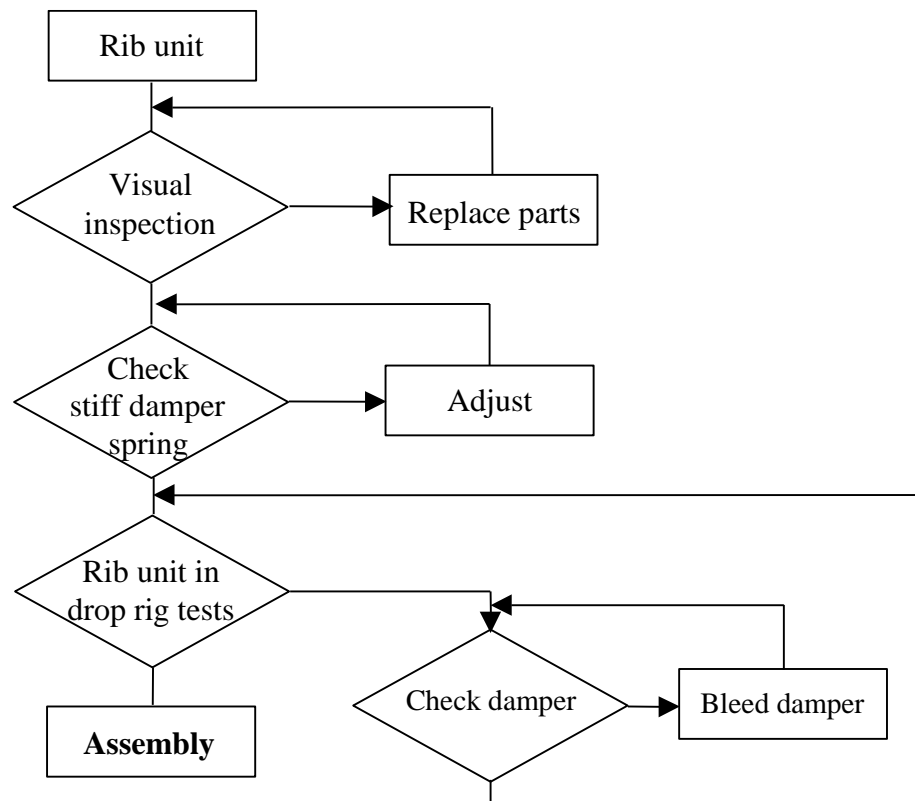 Rib unit
Visual
inspection
Replace parts
Check
stiff damper
spring
Adjust
Rib unit in
drop rig tests
Check damper
Bleed damper
Assembly